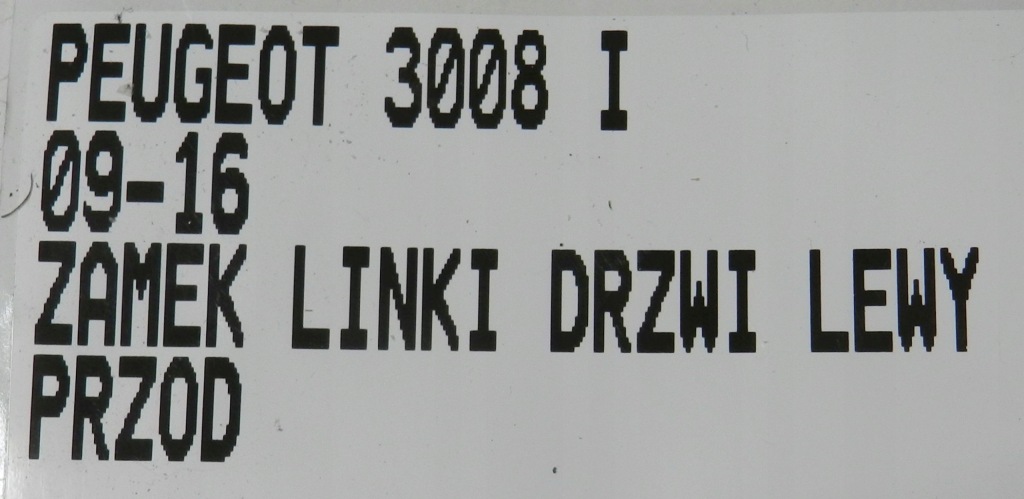 PEUGEOT 3008 I
09-16
ZAMEK LINKI DRZWI LEWY
PRZOD